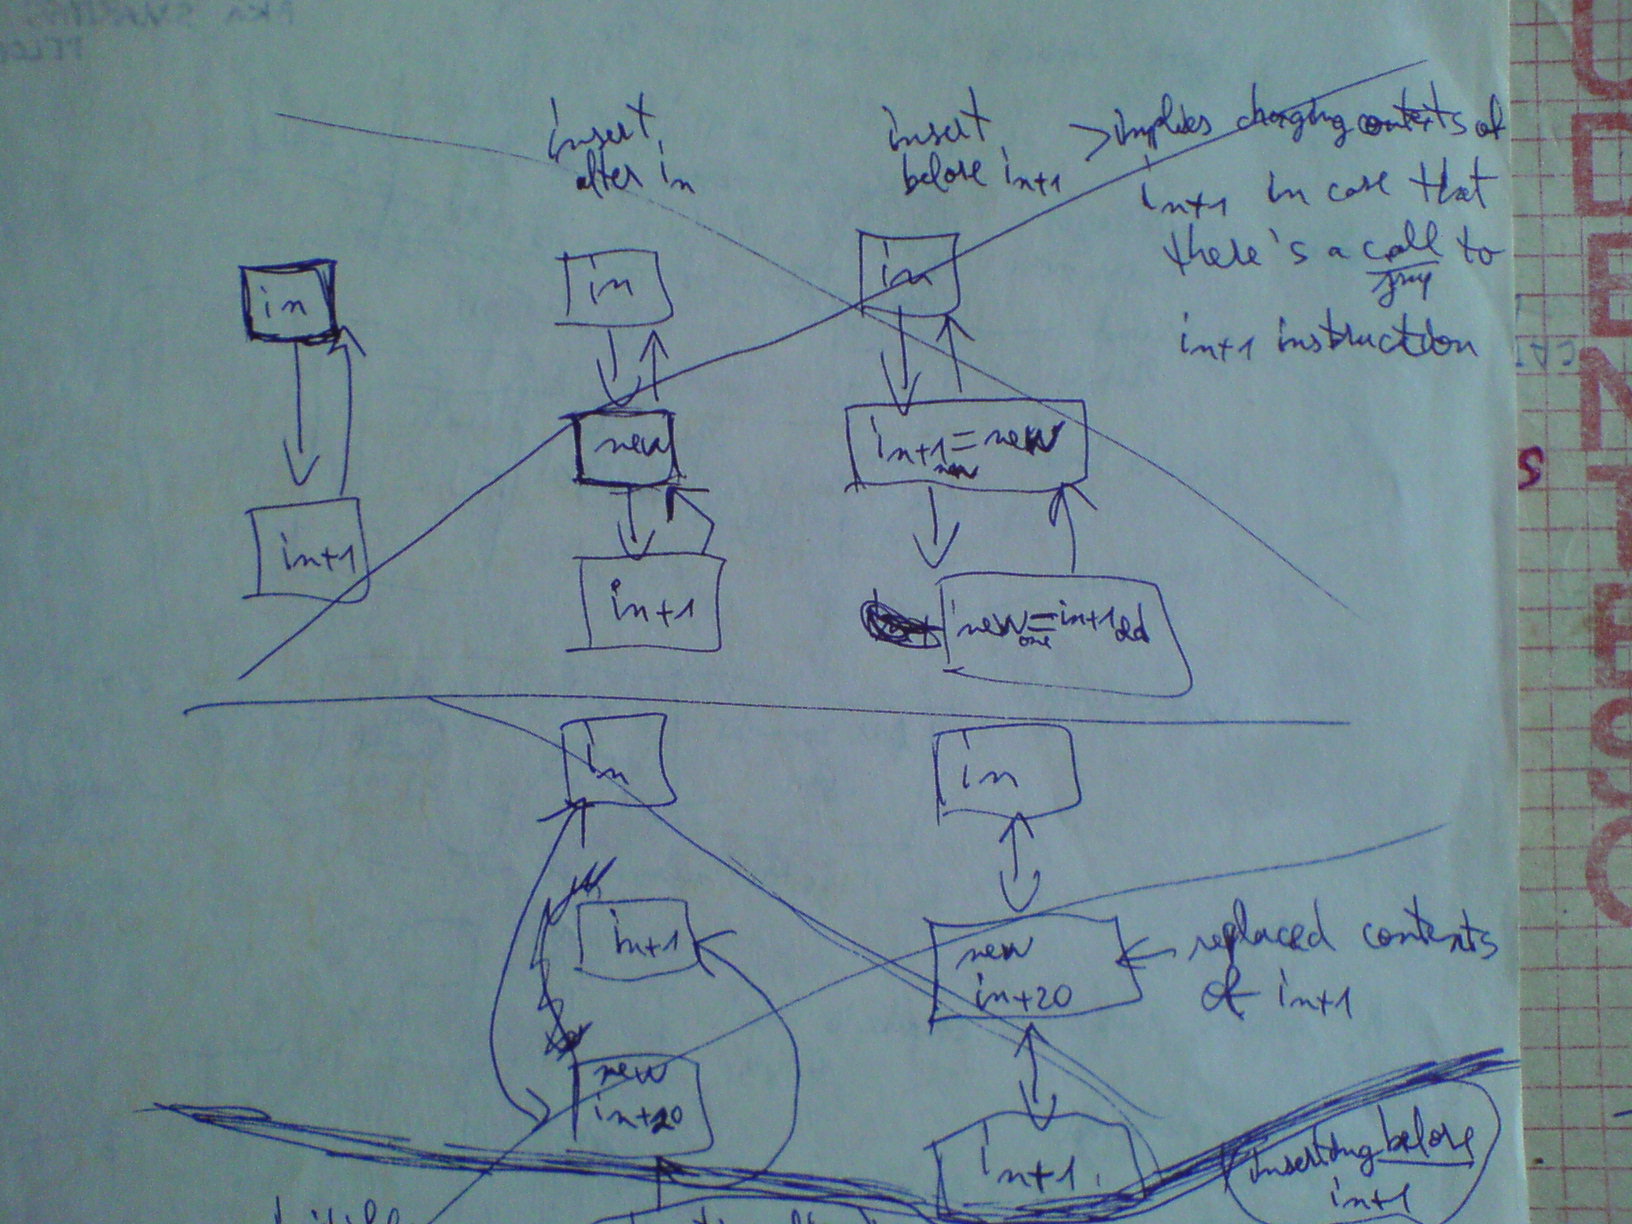 insert
after in
insert
before in+1
> implies changing contents of
in+1 in case that
there's a call to
jmp
in+1 instruction
in
in+1
in
new
in+1
in
in+1 = new
new
new = in+1 old
one
in
in+1
new
in+20
in
new
in+20
in+1
replaced contents
of in+1
inserting before
in+1